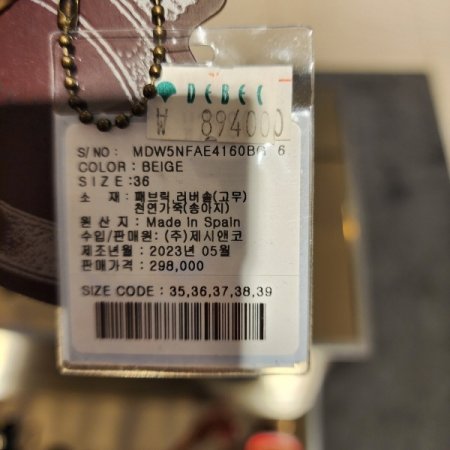 DEBEC
₩ 894000
S/NO : MDW5NFAE4160BG 6
COLOR : BEIGE
SIZE :36
소 재 : 패브릭 러버솔(고무)
천연가죽(송아지)
원 산 지 : Made in Spain
수입/판매원 : (주)제시앤코
제조년월 : 2023년 05월
판매가격 : 298,000
SIZE CODE : 35,36,37,38,39